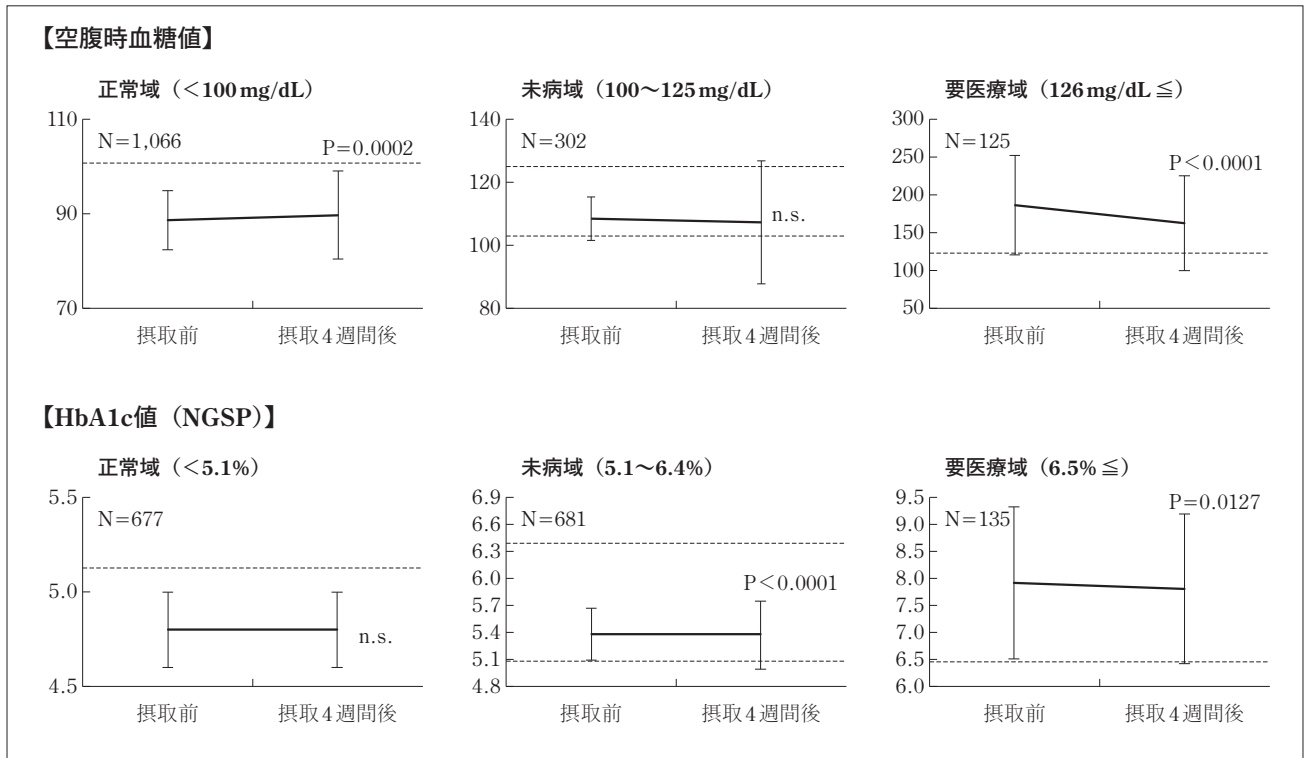 【空腹時血糖値】
正常域（＜100 mg/dL）
110
90
70
N=1,066
P=0.0002
摂取前
摂取4週間後
未病域（100～125 mg/dL）
140
120
100
80
N=302
n.s.
摂取前
摂取4週間後
要医療域（126 mg/dL ≦）
300
250
200
150
100
50
N=125
P＜0.0001
摂取前
摂取4週間後
【HbA1c値（NGSP）】
正常域（＜5.1%）
5.5
5.0
4.5
N=677
n.s.
摂取前
摂取4週間後
未病域（5.1～6.4%）
6.9
6.6
6.3
6.0
5.7
5.4
5.1
4.8
N=681
P＜0.0001
摂取前
摂取4週間後
要医療域（6.5% ≦）
9.5
9.0
8.5
8.0
7.5
7.0
6.5
6.0
N=135
P=0.0127
摂取前
摂取4週間後